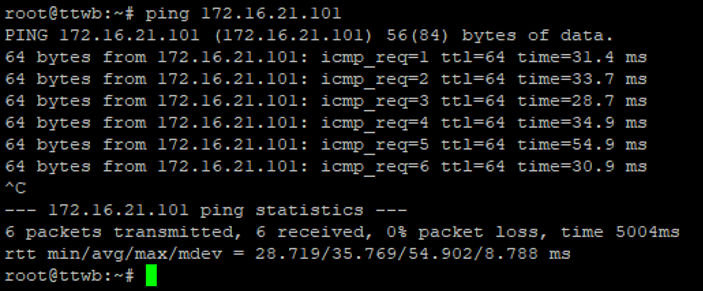 root@ttwb:~# ping 172.16.21.101
PING 172.16.21.101 (172.16.21.101) 56(84) bytes of data.
64 bytes from 172.16.21.101: icmp_req=1 ttl=64 time=31.4 ms
64 bytes from 172.16.21.101: icmp_req=2 ttl=64 time=33.7 ms
64 bytes from 172.16.21.101: icmp_req=3 ttl=64 time=28.7 ms
64 bytes from 172.16.21.101: icmp_req=4 ttl=64 time=34.9 ms
64 bytes from 172.16.21.101: icmp_req=5 ttl=64 time=54.9 ms
64 bytes from 172.16.21.101: icmp_req=6 ttl=64 time=30.9 ms
^C
--- 172.16.21.101 ping statistics ---
6 packets transmitted, 6 received, 0% packet loss, time 5004ms
rtt min/avg/max/mdev = 28.719/35.769/54.902/8.788 ms
root@ttwb:~#